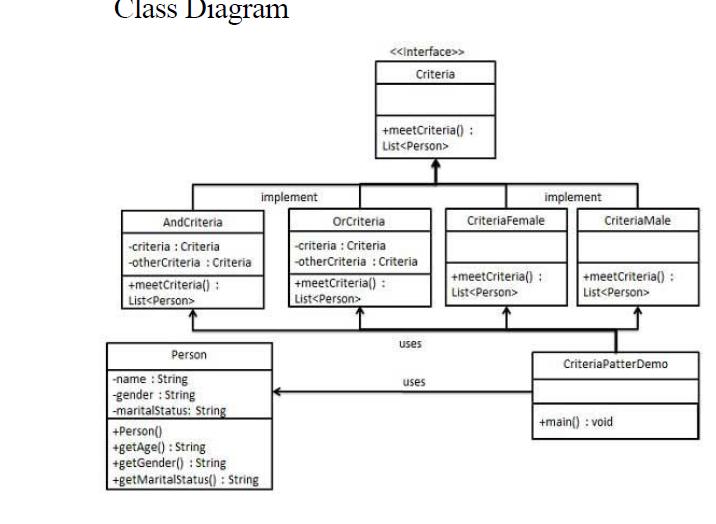 Class Diagram
<<Interface>>
Criteria
+meetCriteria() :
List<Person>
implement
implement
AndCriteria
-criteria : Criteria
-otherCriteria : Criteria
+meetCriteria() :
List<Person>
OrCriteria
-criteria : Criteria
-otherCriteria : Criteria
+meetCriteria() :
List<Person>
CriteriaFemale
+meetCriteria() :
List<Person>
CriteriaMale
+meetCriteria() :
List<Person>
uses
uses
Person
-name : String
-gender : String
-maritalStatus: String
+Person()
+getAge() : String
+getGender() : String
+getMaritalStatus() : String
CriteriaPatterDemo
+main() : void